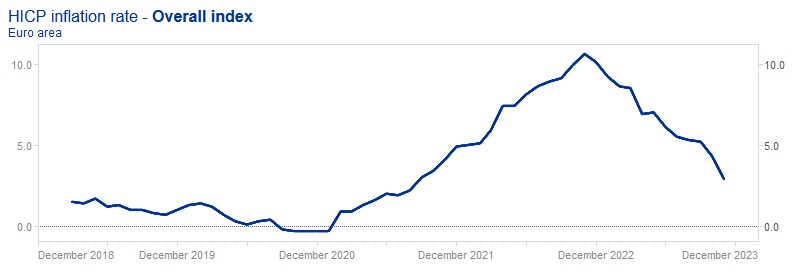 HICP inflation rate - Overall index
Euro area
10.0 10.0
5.0 5.0
0.0 0.0
December 2018 December 2019 December 2020 December 2021 December 2022 December 2023